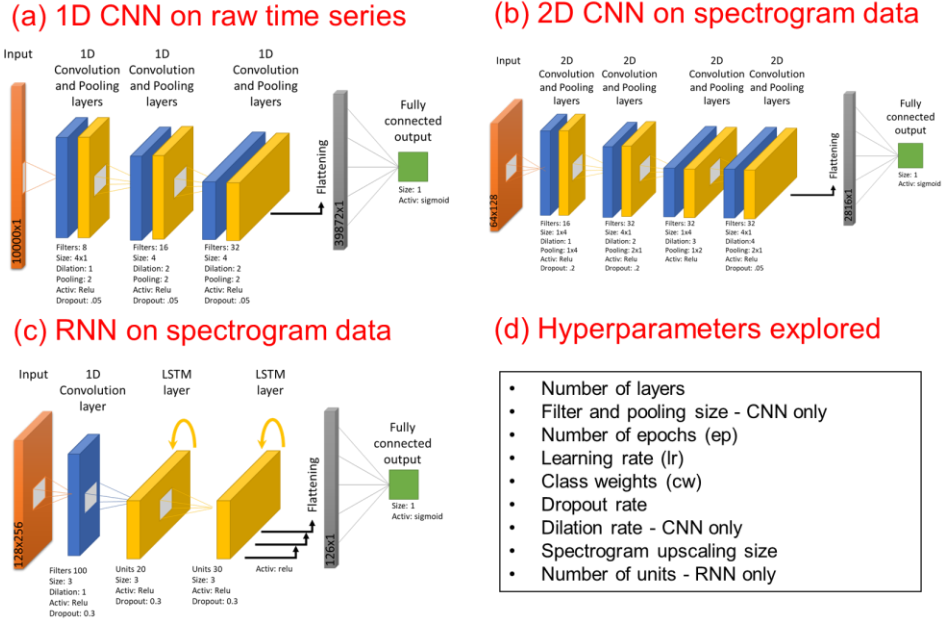 (a) 1D CNN on raw time series
Input
1D
Convolution
and Pooling
layers
1D
Convolution
and Pooling
layers
1D
Convolution
and Pooling
layers
Fully
connected
output
10000x1
Flattening
39872x1
Size: 1
Activ: sigmoid
Filters: 8
Size: 4x1
Dilation: 1
Pooling: 2
Activ: Relu
Dropout: .05
Filters: 16
Size: 4
Dilation: 2
Pooling: 2
Activ: Relu
Dropout: .05
Filters: 32
Size: 4
Dilation: 2
Pooling: 2
Activ: Relu
Dropout: .05
(b) 2D CNN on spectrogram data
Input
2D
Convolution
and Pooling
layers
2D
Convolution
and Pooling
layers
2D
Convolution
and Pooling
layers
2D
Convolution
and Pooling
layers
Fully
connected
output
64x128
Flattening
2816x1
Size: 1
Activ: sigmoid
Filters: 16
Size: 1x4
Dilation: 1
Pooling: 1x4
Activ: Relu
Dropout: .2
Filters: 32
Size: 4x1
Dilation: 2
Pooling: 2x1
Activ: Relu
Dropout: .2
Filters: 32
Size: 1x4
Dilation: 3
Pooling: 1x2
Activ: Relu
Filters: 32
Size: 4x1
Dilation:4
Pooling: 2x1
Activ: Relu
Dropout: .05
(c) RNN on spectrogram data
Input
1D
Convolution
layer
LSTM
layer
LSTM
layer
Fully
connected
output
128x256
Flattening
126x1
Size: 1
Activ: sigmoid
Filters 100
Size: 3
Dilation: 1
Activ: Relu
Dropout: 0.3
Units 20
Size: 3
Activ: Relu
Dropout: 0.3
Units 30
Size: 3
Activ: Relu
Dropout: 0.3
Activ: relu
(d) Hyperparameters explored
• Number of layers
• Filter and pooling size - CNN only
• Number of epochs (ep)
• Learning rate (lr)
• Class weights (cw)
• Dropout rate
• Dilation rate - CNN only
• Spectrogram upscaling size
• Number of units - RNN only